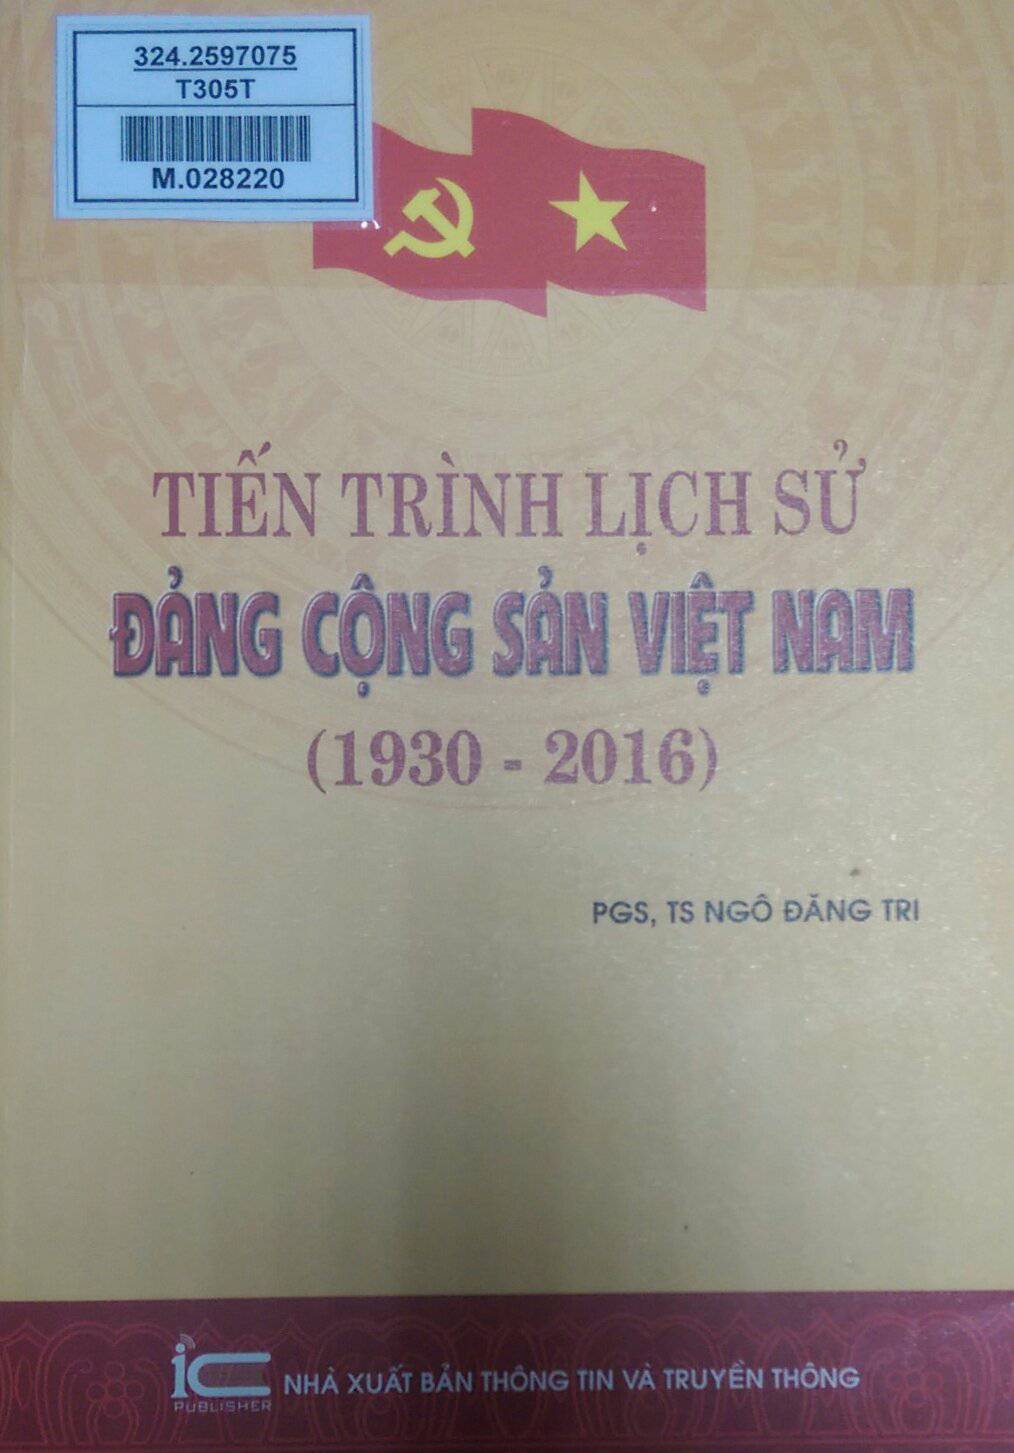 324.2597075
T305T
M.028220
TIẾN TRÌNH LỊCH SỬ
ĐẢNG CỘNG SẢN VIỆT NAM
(1930 - 2016)
PGS, TS NGÔ ĐĂNG TRI
ic NHÀ XUẤT BẢN THÔNG TIN VÀ TRUYỀN THÔNG
PUBLISHER